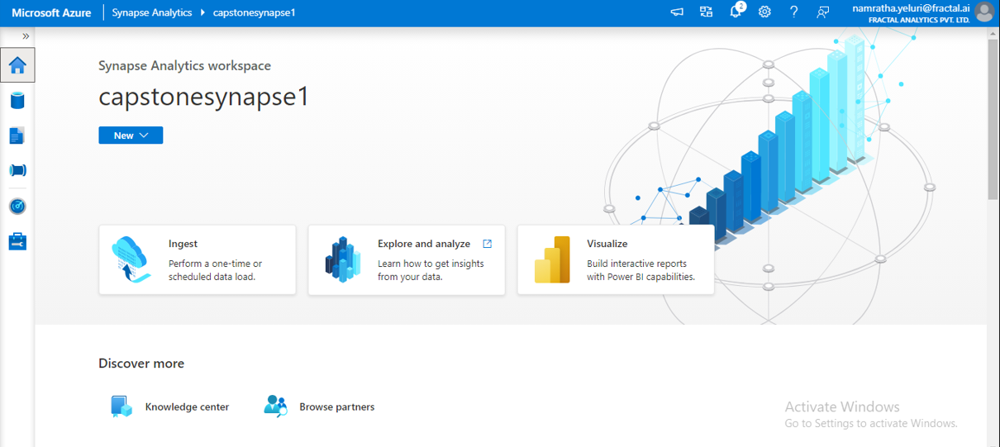 Microsoft Azure
Synapse Analytics
capstonesynapse1
2
namratha.yeluri@fractal.ai
FRACTAL ANALYTICS PVT. LTD.
Synapse Analytics workspace
capstonesynapse1
New
Ingest
Perform a one-time or
scheduled data load.
Explore and analyze
Learn how to get insights
from your data.
Visualize
Build interactive reports
with Power BI capabilities.
Discover more
Knowledge center
Browse partners
Activate Windows
Go to Settings to activate Windows.